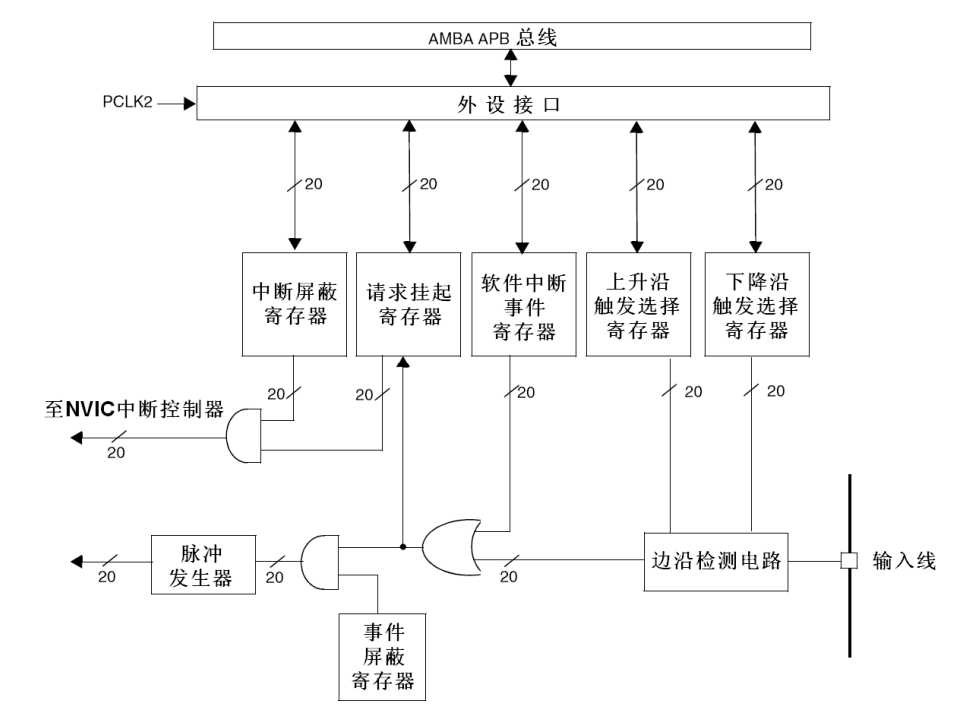 AMBA APB 总线
PCLK2
外设接口
20
20
20
20
20
中断屏蔽
寄存器
请求挂起
寄存器
软件中断
事件
寄存器
上升沿
触发选择
寄存器
下降沿
触发选择
寄存器
20
20
20
20
20
至NVIC中断控制器
20
脉冲
发生器
20
20
20
边沿检测电路
输入线
事件
屏蔽
寄存器